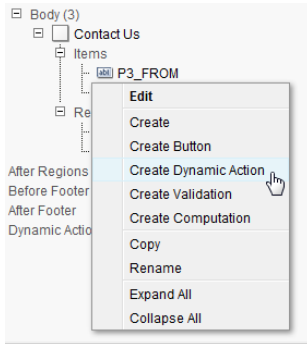 Body (3)
Contact Us
Items
abl P3_FROM
Edit
Create
Re
Create Button
After Regions
Create Dynamic Action
Before Footer
Create Validation
After Footer
Create Computation
Dynamic Actio
Copy
Rename
Expand All
Collapse All